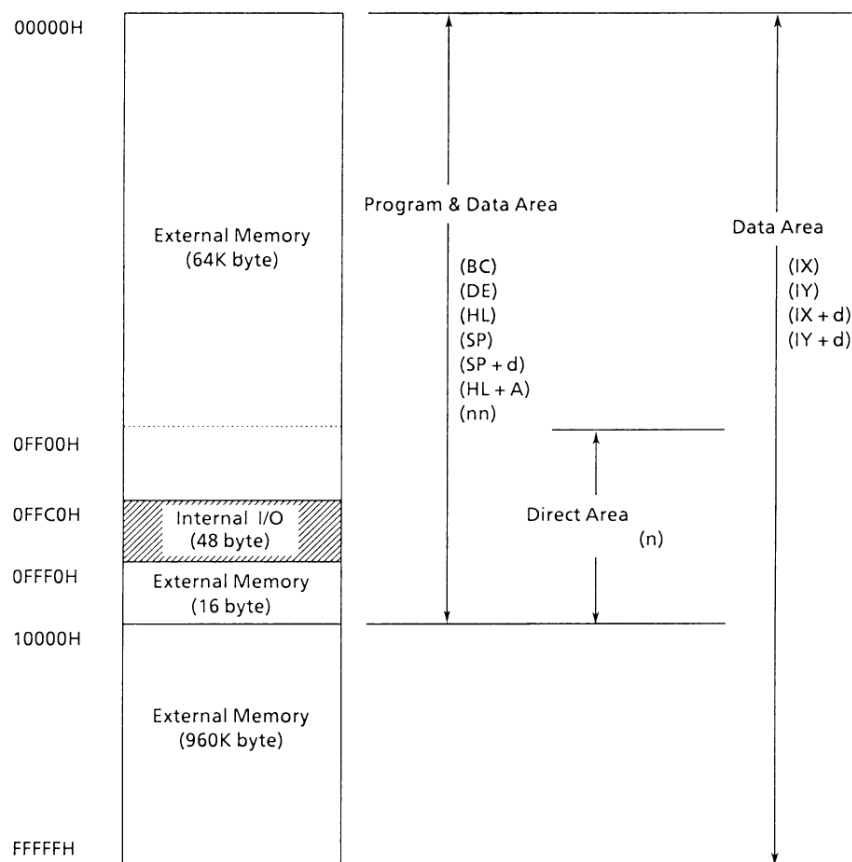 00000H
Program & Data Area
Data Area
External Memory
(64K byte)
(BC)
(DE)
(HL)
(SP)
(SP + d)
(HL + A)
(nn)
(IX)
(IY)
(IX + d)
(IY + d)
0FF00H
0FFC0H
Internal I/O
(48 byte)
Direct Area
(n)
0FFF0H
External Memory
(16 byte)
10000H
External Memory
(960K byte)
FFFFFH